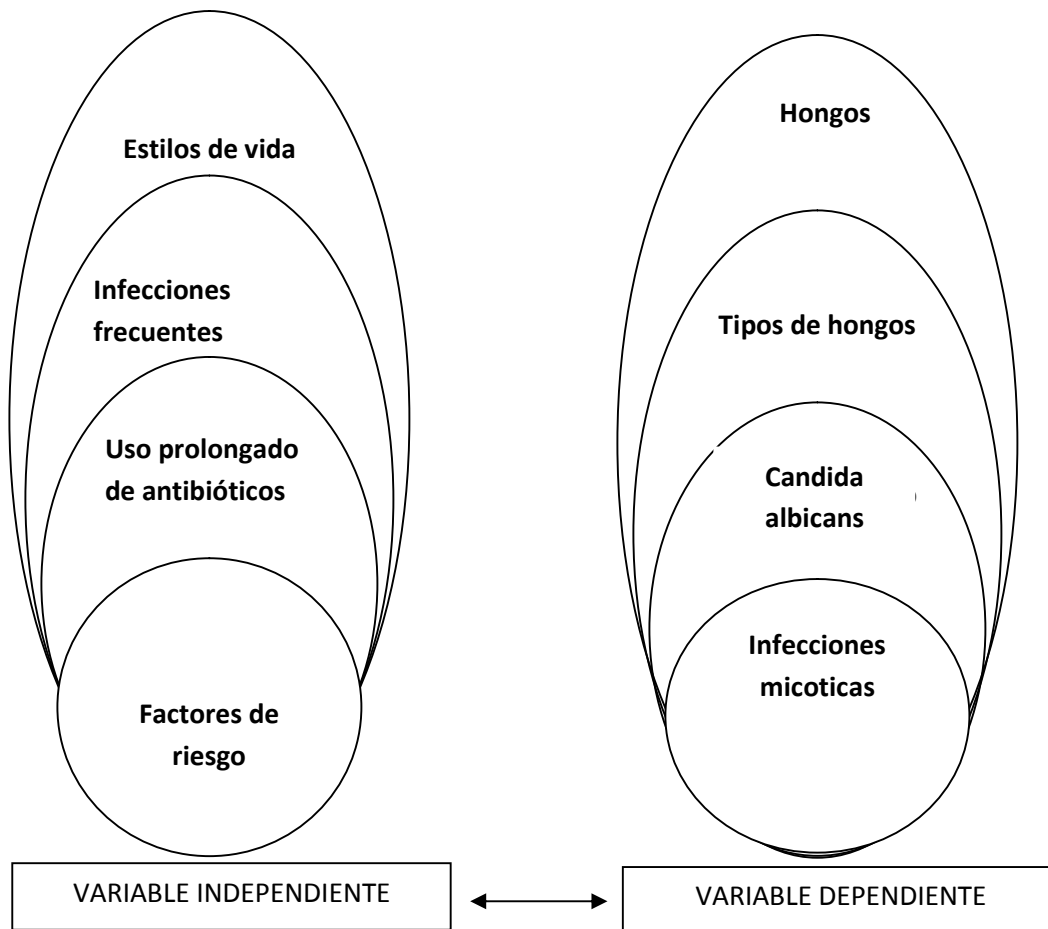 Estilos de vida
Infecciones
frecuentes
Uso prolongado
de antibióticos
Factores de
riesgo
VARIABLE INDEPENDIENTE
Hongos
Tipos de hongos
Candida
albicans
Infecciones
micoticas
VARIABLE DEPENDIENTE